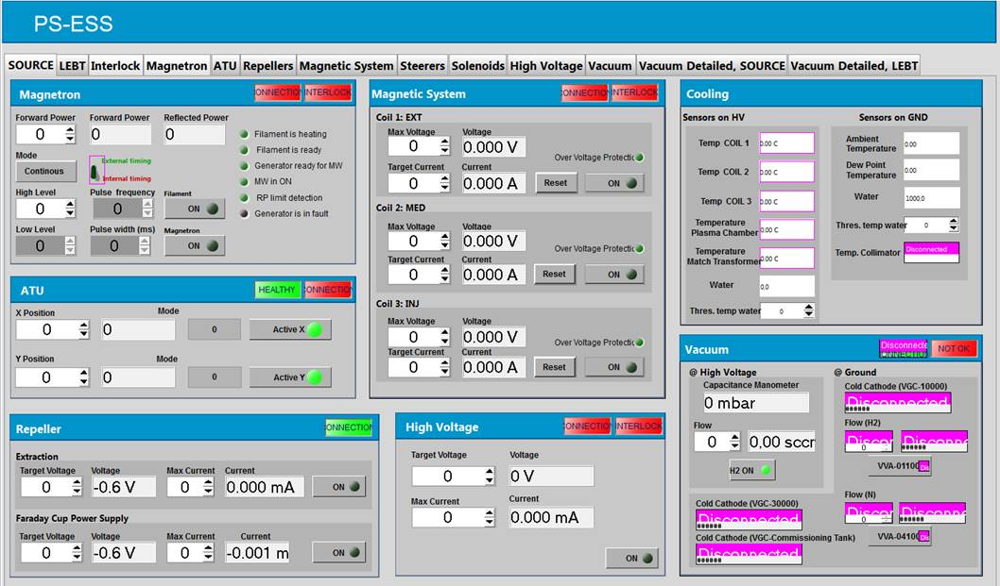 PS-ESS
SOURCE LEBT Interlock Magnetron ATU Repellers Magnetic System Steerers Solenoids High Voltage Vacuum Vacuum Detailed, SOURCE Vacuum Detailed, LEBT
Magnetron
ONNECTION INTERLOCK
Forward Power Forward Power Reflected Power
0 0 0
Mode
Continous
External timing
Internal timing
High Level Pulse frequency Filament
0 0 ON
Low Level Pulse width (ms) Magnetron
0 0 ON
Filament is heating
Filament is ready
Generator ready for MW
MW in ON
RP limit detection
Generator is in fault
ATU
HEALTHY CONNECTION
X Position Mode
0 0 0 Active X
Y Position Mode
0 0 0 Active Y
Magnetic System
CONNECTION INTERLOCK
Coil 1: EXT
Max Voltage Voltage
0 0.000 V Over Voltage Protectic
Target Current Current
0 0.000 A Reset ON
Coil 2: MED
Max Voltage Voltage
0 0.000 V Over Voltage Protectic
Target Current Current
0 0.000 A Reset ON
Coil 3: INJ
Max Voltage Voltage
0 0.000 V Over Voltage Protectic
Target Current Current
0 0.000 A Reset ON
Cooling
Sensors on HV
Temp COIL 1 0.00 C
Temp COIL 2 0.00 C
Temp COIL 3 0.00 C
Temperature
Plasma Chamber 0.00 C
Temperature
Match Transformer 0.00 C
Water 0.0
Thres. temp water 0
Sensors on GND
Ambient
Temperature 0.00
Dew Point
Temperature 0.00
Water 1000,0
Thres. temp water 0
Temp. Collimator Disconnected
Repeller
CONNECTION
Extraction
Target Voltage Voltage Max Current Current
0 -0.6 V 0 0.000 mA ON
Faraday Cup Power Supply
Target Voltage Voltage Max Current Current
0 -0.6 V 0 -0.001 m ON
High Voltage
CONNECTION INTERLOCK
Target Voltage Voltage
0 0 V
Max Current Current
0 0.000 mA
ON
Vacuum
Disconnecte NOT OK
@ High Voltage
Capacitance Manometer
0 mbar
Flow
0 0,00 sccr
H2 ON
Cold Cathode (VGC-30000)
Disconnected
Cold Cathode (VGC-Commissioning Tank)
Disconnected
@ Ground
Cold Cathode (VGC-10000)
Disconnected
Flow (H2)
Discc Disconne
0
VVA-01100 Dis
Flow (N)
Discc Disconne
0
VVA-04100 Dis